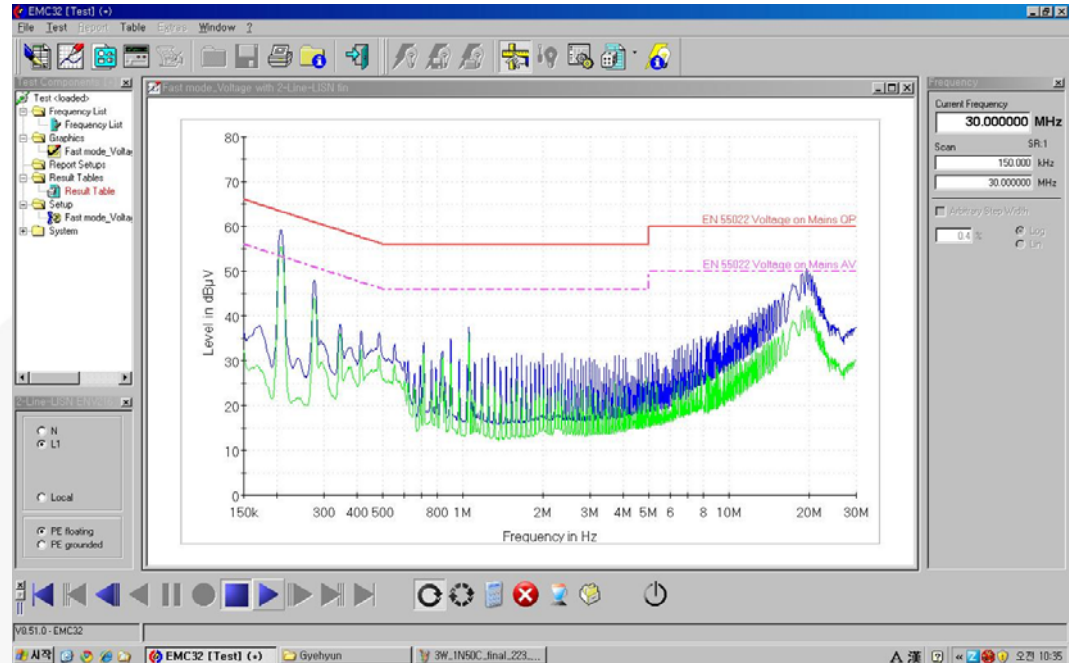 EMC32 [Test] (*)
File Test Report Table Extras Window ?
Test Components
Test <loaded>
Frequency List
Frequency List
Graphics
Fast mode_Volta
Report Setups
Result Tables
Result Table
Setup
Fast mode_Volta
System
2-Line-LISN
N
L1
Local
PE floating
PE grounded
Fast mode_Voltage with 2-Line-LISN fin
Level in dBµV
80
70
60
50
40
30
20
10
0
EN 55022 Voltage on Mains QP
EN 55022 Voltage on Mains AV
150k 300 400 500 800 1M 2M 3M 4M 5M 6 8 10M 20M 30M
Frequency in Hz
Frequency
Current Frequency
30.000000 MHz
Scan SR:1
150.000 kHz
30.000000 MHz
Arbitrary Step Width
0.4 %
Log
Lin
V8.51.0 - EMC32
시작
EMC32 [Test] (*)
Gyehyun
3W_1N50C_final_223_...
A 漢 ? « 오전 10:35